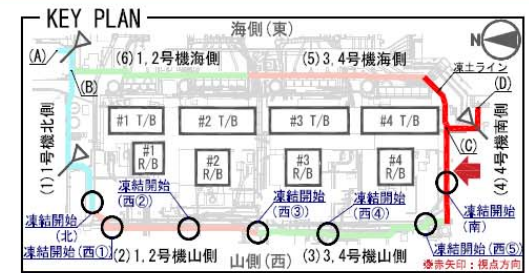 KEY PLAN
海側(東)
N
(A)
(6)1,2号機海側
(5)3,4号機海側
凍土ライン
(B)
(D)
(1)1号機北側
#1 T/B
#2 T/B
#3 T/B
#4 T/B
(C)
(4)4号機南側
#1
R/B
#2
R/B
#3
R/B
#4
R/B
凍結開始
(西②)
凍結開始
(西③)
凍結開始
(西④)
凍結開始
(南)
凍結開始
(北)
凍結開始(西①)
(2)1,2号機山側
山側(西)
(3)3,4号機山側
凍結開始(西⑤)
※赤矢印:視点方向